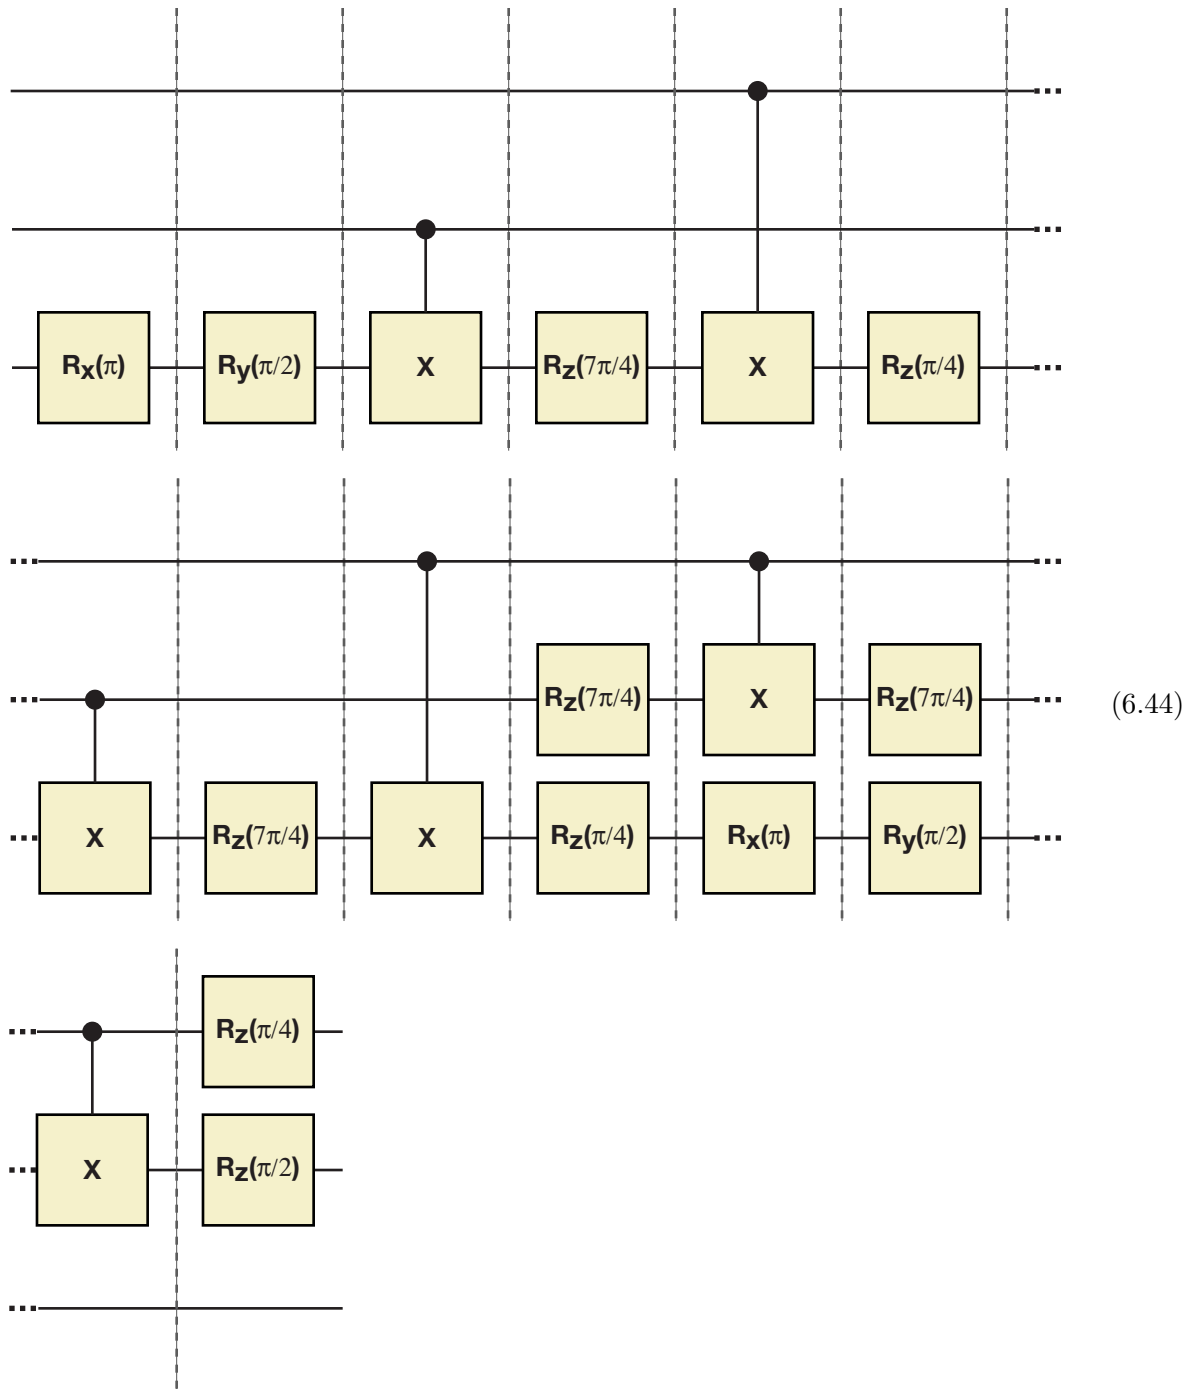 Rx(π) Ry(π/2) X Rz(7π/4) X Rz(π/4)
Rz(7π/4) X Rz(7π/4)
(6.44)
X Rz(7π/4) X Rz(π/4) Rx(π) Ry(π/2)
Rz(π/4)
X Rz(π/2)